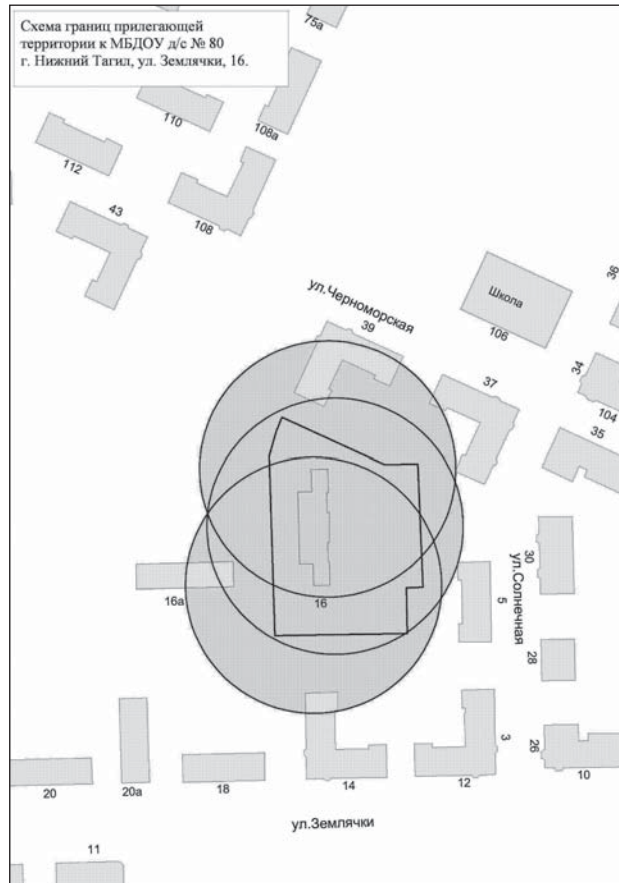 Схема границ прилегающей
территории к МБДОУ д/с № 80
г. Нижний Тагил, ул. Землячки, 16.
75а
110
108а
112
108
43
36
Школа
106
ул.Черноморская
39
34
104
37
35
30
ул.Солнечная
16а
16
5
28
3
26
20
20а
18
14
12
10
ул.Землячки
11